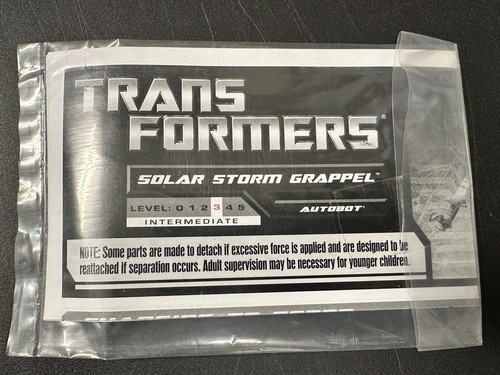 TRANS
FORMERS®
SOLAR STORM GRAPPEL™
LEVEL: 0 1 2 3 4 5
INTERMEDIATE
AUTOBOT®
NOTE: Some parts are made to detach if excessive force is applied and are designed to be
reattached if separation occurs. Adult supervision may be necessary for younger children.